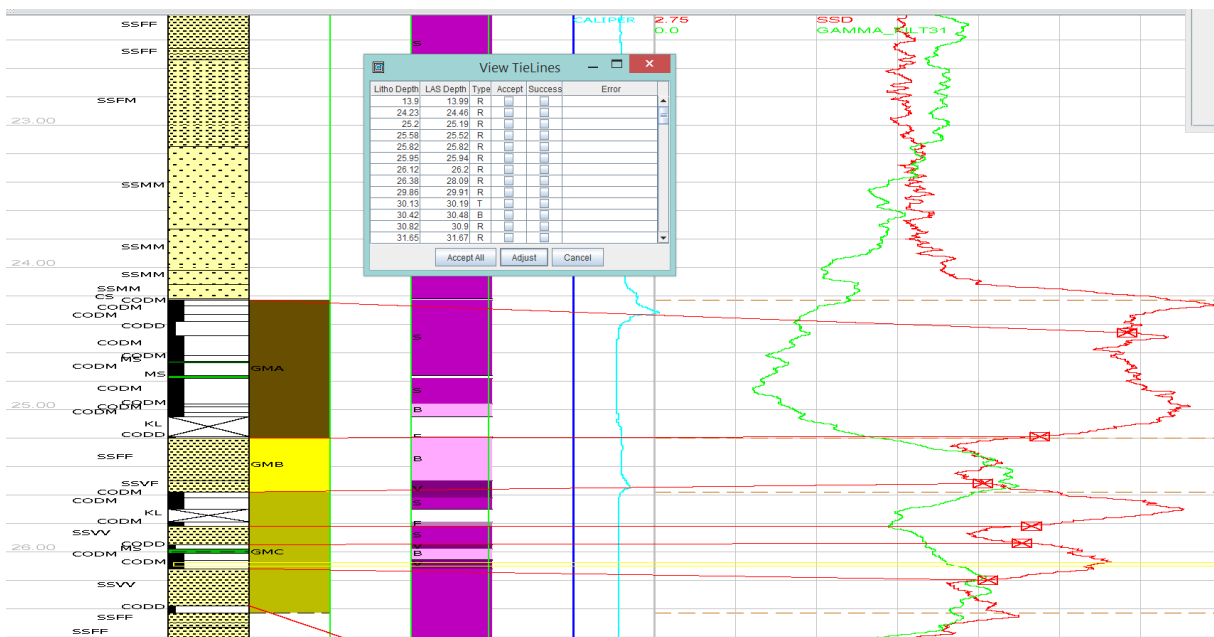 SSFF
CALIPER 2.75 SSD
0.0 GAMMA_FILT31
S
SSFF
View TieLines
Litho Depth LAS Depth Type Accept Success Error
13.9 13.99 R
24.23 24.46 R
25.2 25.19 R
25.58 25.52 R
25.82 25.82 R
25.95 25.94 R
26.12 26.2 R
26.38 28.09 R
29.86 29.91 R
30.13 30.19 T
30.42 30.48 B
30.82 30.9 R
31.65 31.67 R
Accept All Adjust Cancel
SSFM
23.00
SSMM
SSMM
24.00
SSMM
SSMM
CS
CODM
CODM
CODM
CODD
S
CODM
CODM
MS
CODM
GMA
MS
CODM
S
CODM
25.00
CODM
B
KL
CODD
SSFF
B
GMB
SSVF
V
CODM
CODM
S
KL
CODM
SSVV
S
CODD
26.00
MS
CODM
GMC
B
CODM
V
SSVV
CODD
SSFF
SSFF